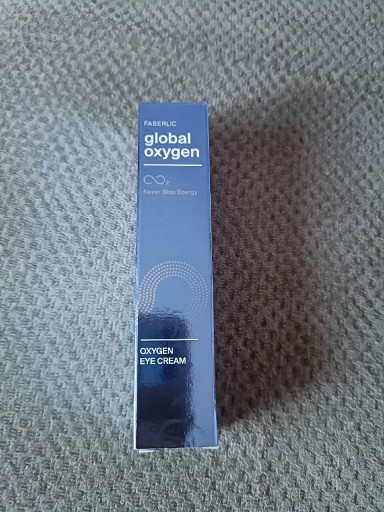 FABERLIC
global
oxygen
Never Stop Energy.
OXYGEN
EYE CREAM